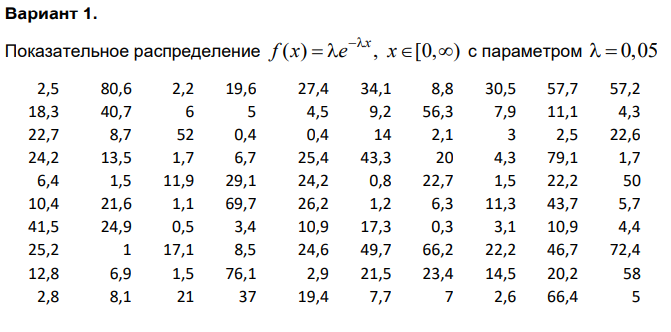 Вариант 1.
Показательное распределение f(x) = λe^{−λx}, x ∈ [0, ∞) с параметром λ = 0,05
2,5 80,6 2,2 19,6 27,4 34,1 8,8 30,5 57,7 57,2
18,3 40,7 6 5 4,5 9,2 56,3 7,9 11,1 4,3
22,7 8,7 52 0,4 0,4 14 2,1 3 2,5 22,6
24,2 13,5 1,7 6,7 25,4 43,3 20 4,3 79,1 1,7
6,4 1,5 11,9 29,1 24,2 0,8 22,7 1,5 22,2 50
10,4 21,6 1,1 69,7 26,2 1,2 6,3 11,3 43,7 5,7
41,5 24,9 0,5 3,4 10,9 17,3 0,3 3,1 10,9 4,4
25,2 1 17,1 8,5 24,6 49,7 66,2 22,2 46,7 72,4
12,8 6,9 1,5 76,1 2,9 21,5 23,4 14,5 20,2 58
2,8 8,1 21 37 19,4 7,7 7 2,6 66,4 5